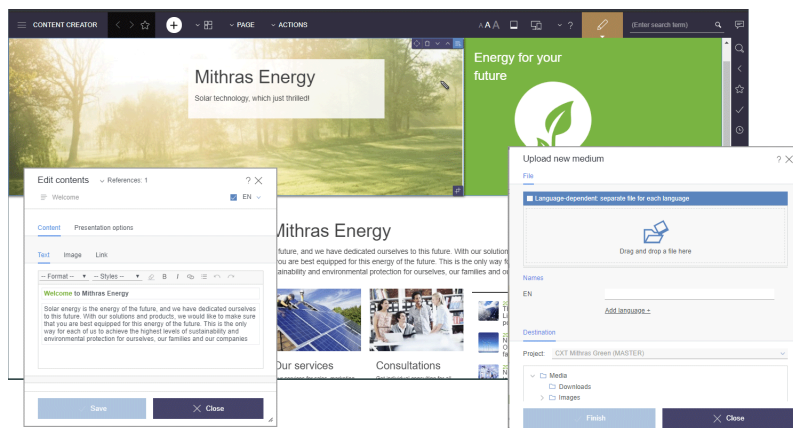 CONTENT CREATOR
PAGE
ACTIONS
A A A
?
(Enter search term)
Mithras Energy
Solar technology, which just thrilled!
Energy for your
future
Edit contents
References: 1
?
Welcome
EN
Content
Presentation options
Text
Image
Link
-- Format --
-- Styles --
B
I
Welcome to Mithras Energy
Solar energy is the energy of the future, and we have dedicated ourselves
to this future. With our solutions and products, we would like to make sure
that you are best equipped for this energy of the future. This is the only
way for each of us to achieve the highest levels of sustainability and
environmental protection for ourselves, our families and our companies
Save
Close
Mithras Energy
future, and we have dedicated ourselves to this future. With our solution
you are best equipped for this energy of the future. This is the only way f
ainability and environmental protection for ourselves, our families and o
Our services
Consultations
Upload new medium
?
File
Language-dependent: separate file for each language
Drag and drop a file here
Names
EN
Add language +
Destination
Project:
CXT Mithras Green (MASTER)
Media
Downloads
Images
Finish
Close